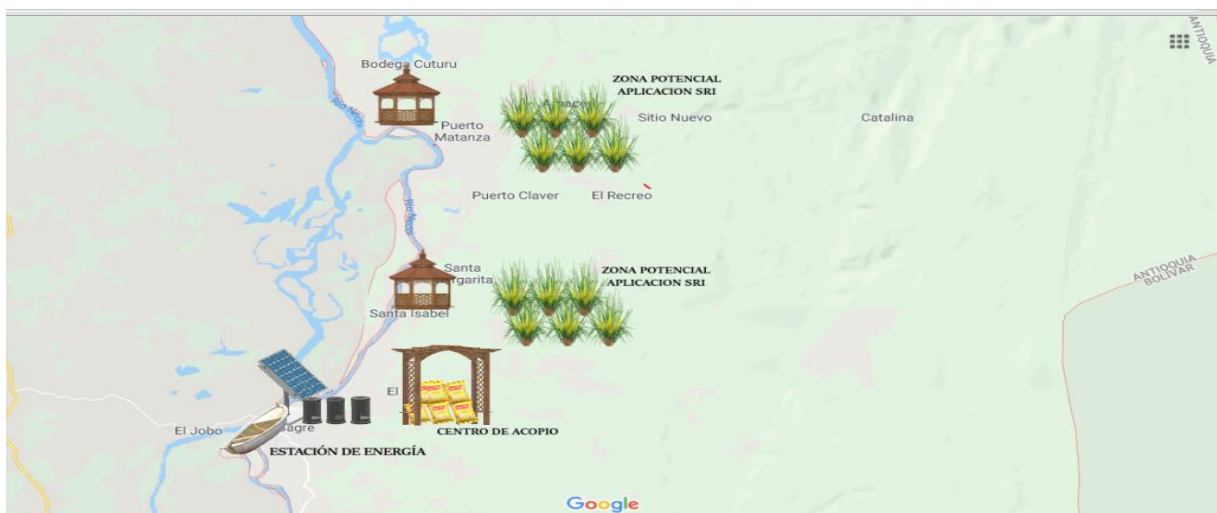 Bodega Cuturu
ANTIOQUIA
ZONA POTENCIAL
APLICACION SRI
Río Nechí
Sitio Nuevo
Catalina
Puerto
Matanza
Puerto Claver
El Recreo
Río Nechí
Santa
ZONA POTENCIAL
APLICACION SRI
ANTIOQUIA
BOLÍVAR
Santa Isabel
El
El Jobo
CENTRO DE ACOPIO
ESTACIÓN DE ENERGÍA
Google